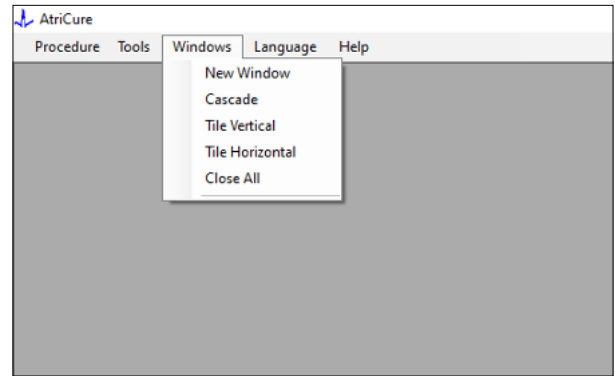 AtriCure
Procedure Tools Windows Language Help
New Window
Cascade
Tile Vertical
Tile Horizontal
Close All